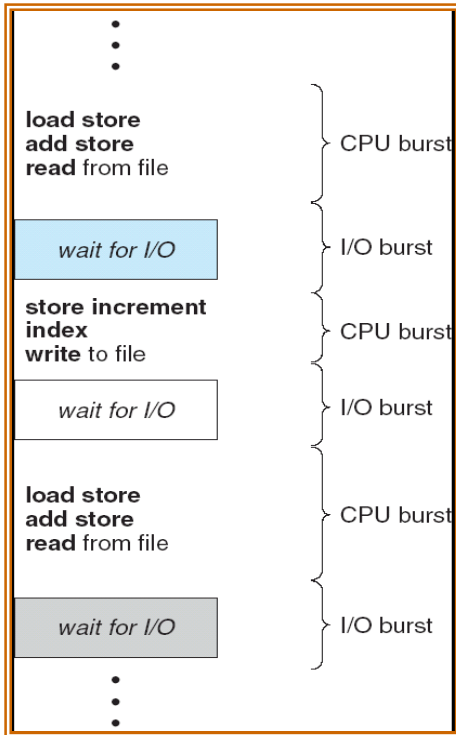 load store
add store
read from file
CPU burst
wait for I/O
I/O burst
store increment
index
write to file
CPU burst
wait for I/O
I/O burst
load store
add store
read from file
CPU burst
wait for I/O
I/O burst